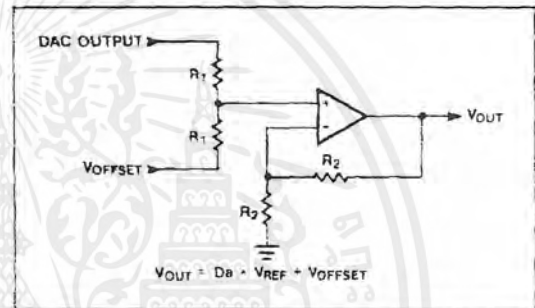 DAC OUTPUT
R1
+
VOUT
R1
−
VOFFSET
R2
R2
VOUT = Da • VREF + VOFFSET